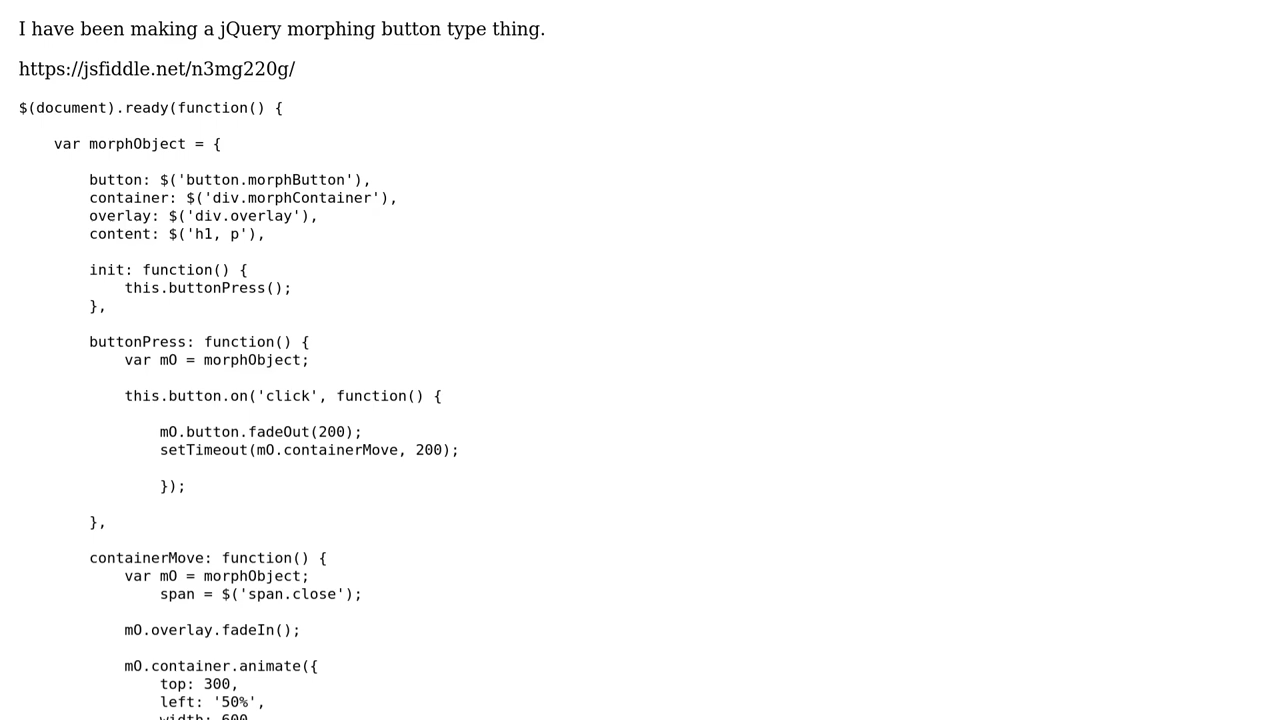 I have been making a jQuery morphing button type thing.
https://jsfiddle.net/n3mg220g/
$(document).ready(function() {
    var morphObject = {
        button: $('button.morphButton'),
        container: $('div.morphContainer'),
        overlay: $('div.overlay'),
        content: $('h1, p'),
        init: function() {
            this.buttonPress();
        },
        buttonPress: function() {
            var mO = morphObject;
            this.button.on('click', function() {
                mO.button.fadeOut(200);
                setTimeout(mO.containerMove, 200);
                });
        },
        containerMove: function() {
            var mO = morphObject;
                span = $('span.close');
            mO.overlay.fadeIn();
            mO.container.animate({
                top: 300,
                left: '50%',
                width: 600,